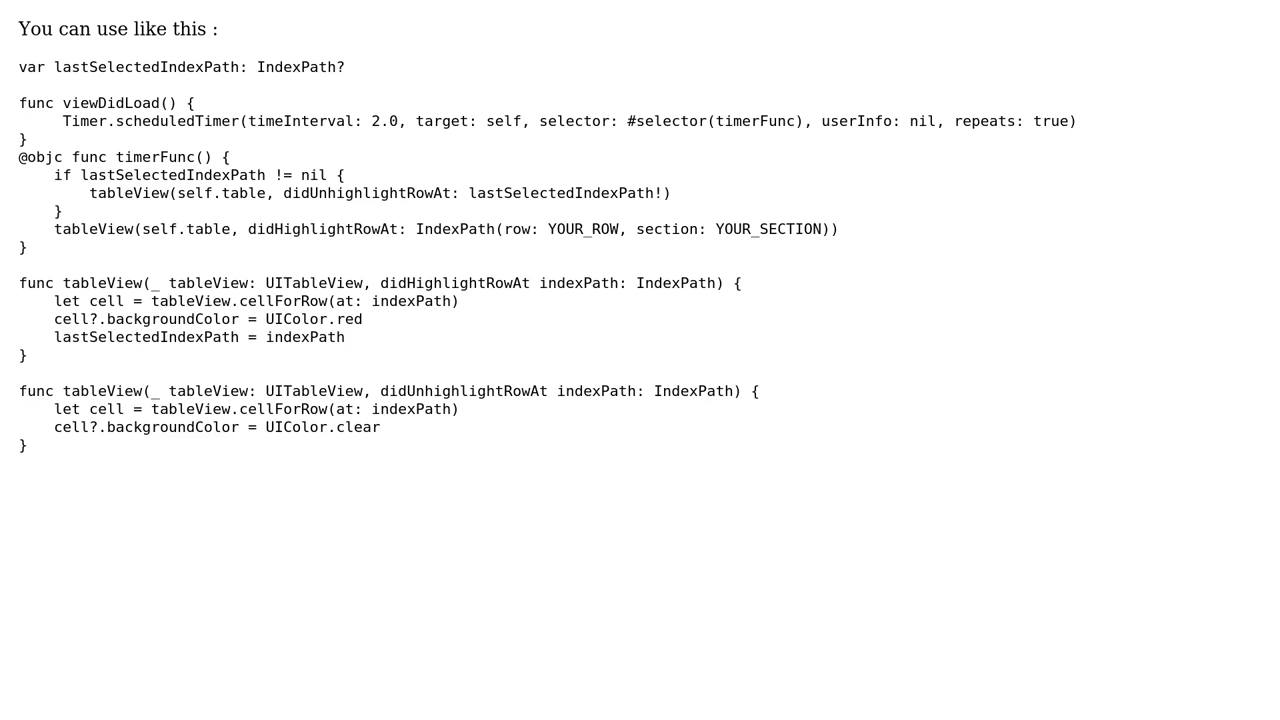 You can use like this :
var lastSelectedIndexPath: IndexPath?

func viewDidLoad() {
     Timer.scheduledTimer(timeInterval: 2.0, target: self, selector: #selector(timerFunc), userInfo: nil, repeats: true)
}
@objc func timerFunc() {
    if lastSelectedIndexPath != nil {
        tableView(self.table, didUnhighlightRowAt: lastSelectedIndexPath!)
    }
    tableView(self.table, didHighlightRowAt: IndexPath(row: YOUR_ROW, section: YOUR_SECTION))
}

func tableView(_ tableView: UITableView, didHighlightRowAt indexPath: IndexPath) {
    let cell = tableView.cellForRow(at: indexPath)
    cell?.backgroundColor = UIColor.red
    lastSelectedIndexPath = indexPath
}

func tableView(_ tableView: UITableView, didUnhighlightRowAt indexPath: IndexPath) {
    let cell = tableView.cellForRow(at: indexPath)
    cell?.backgroundColor = UIColor.clear
}